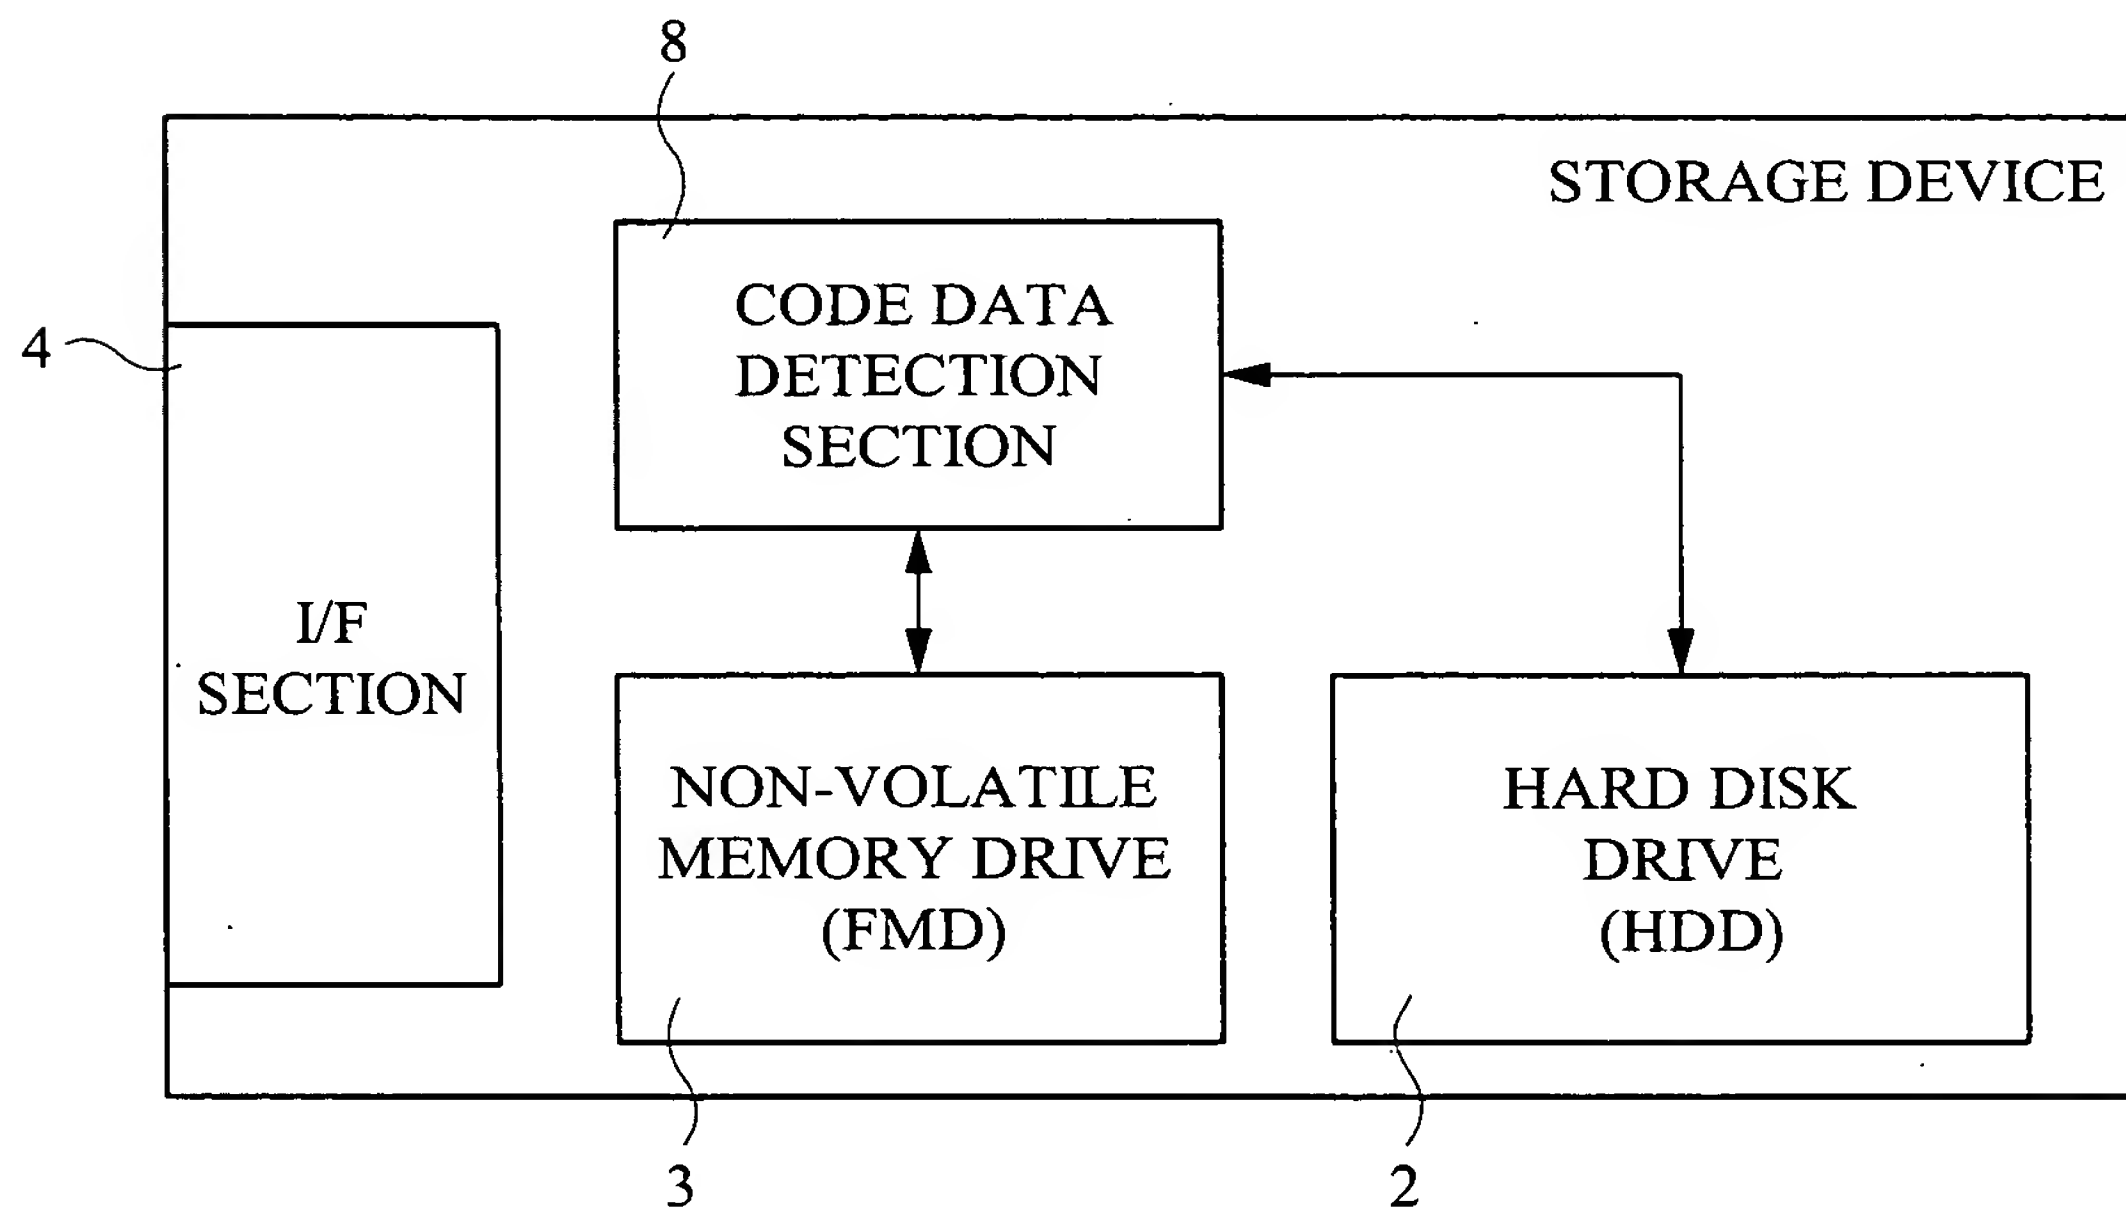 8
STORAGE DEVICE
CODE DATA
DETECTION
SECTION
4
I/F
SECTION
NON-VOLATILE
MEMORY DRIVE
(FMD)
HARD DISK
DRIVE
(HDD)
3
2